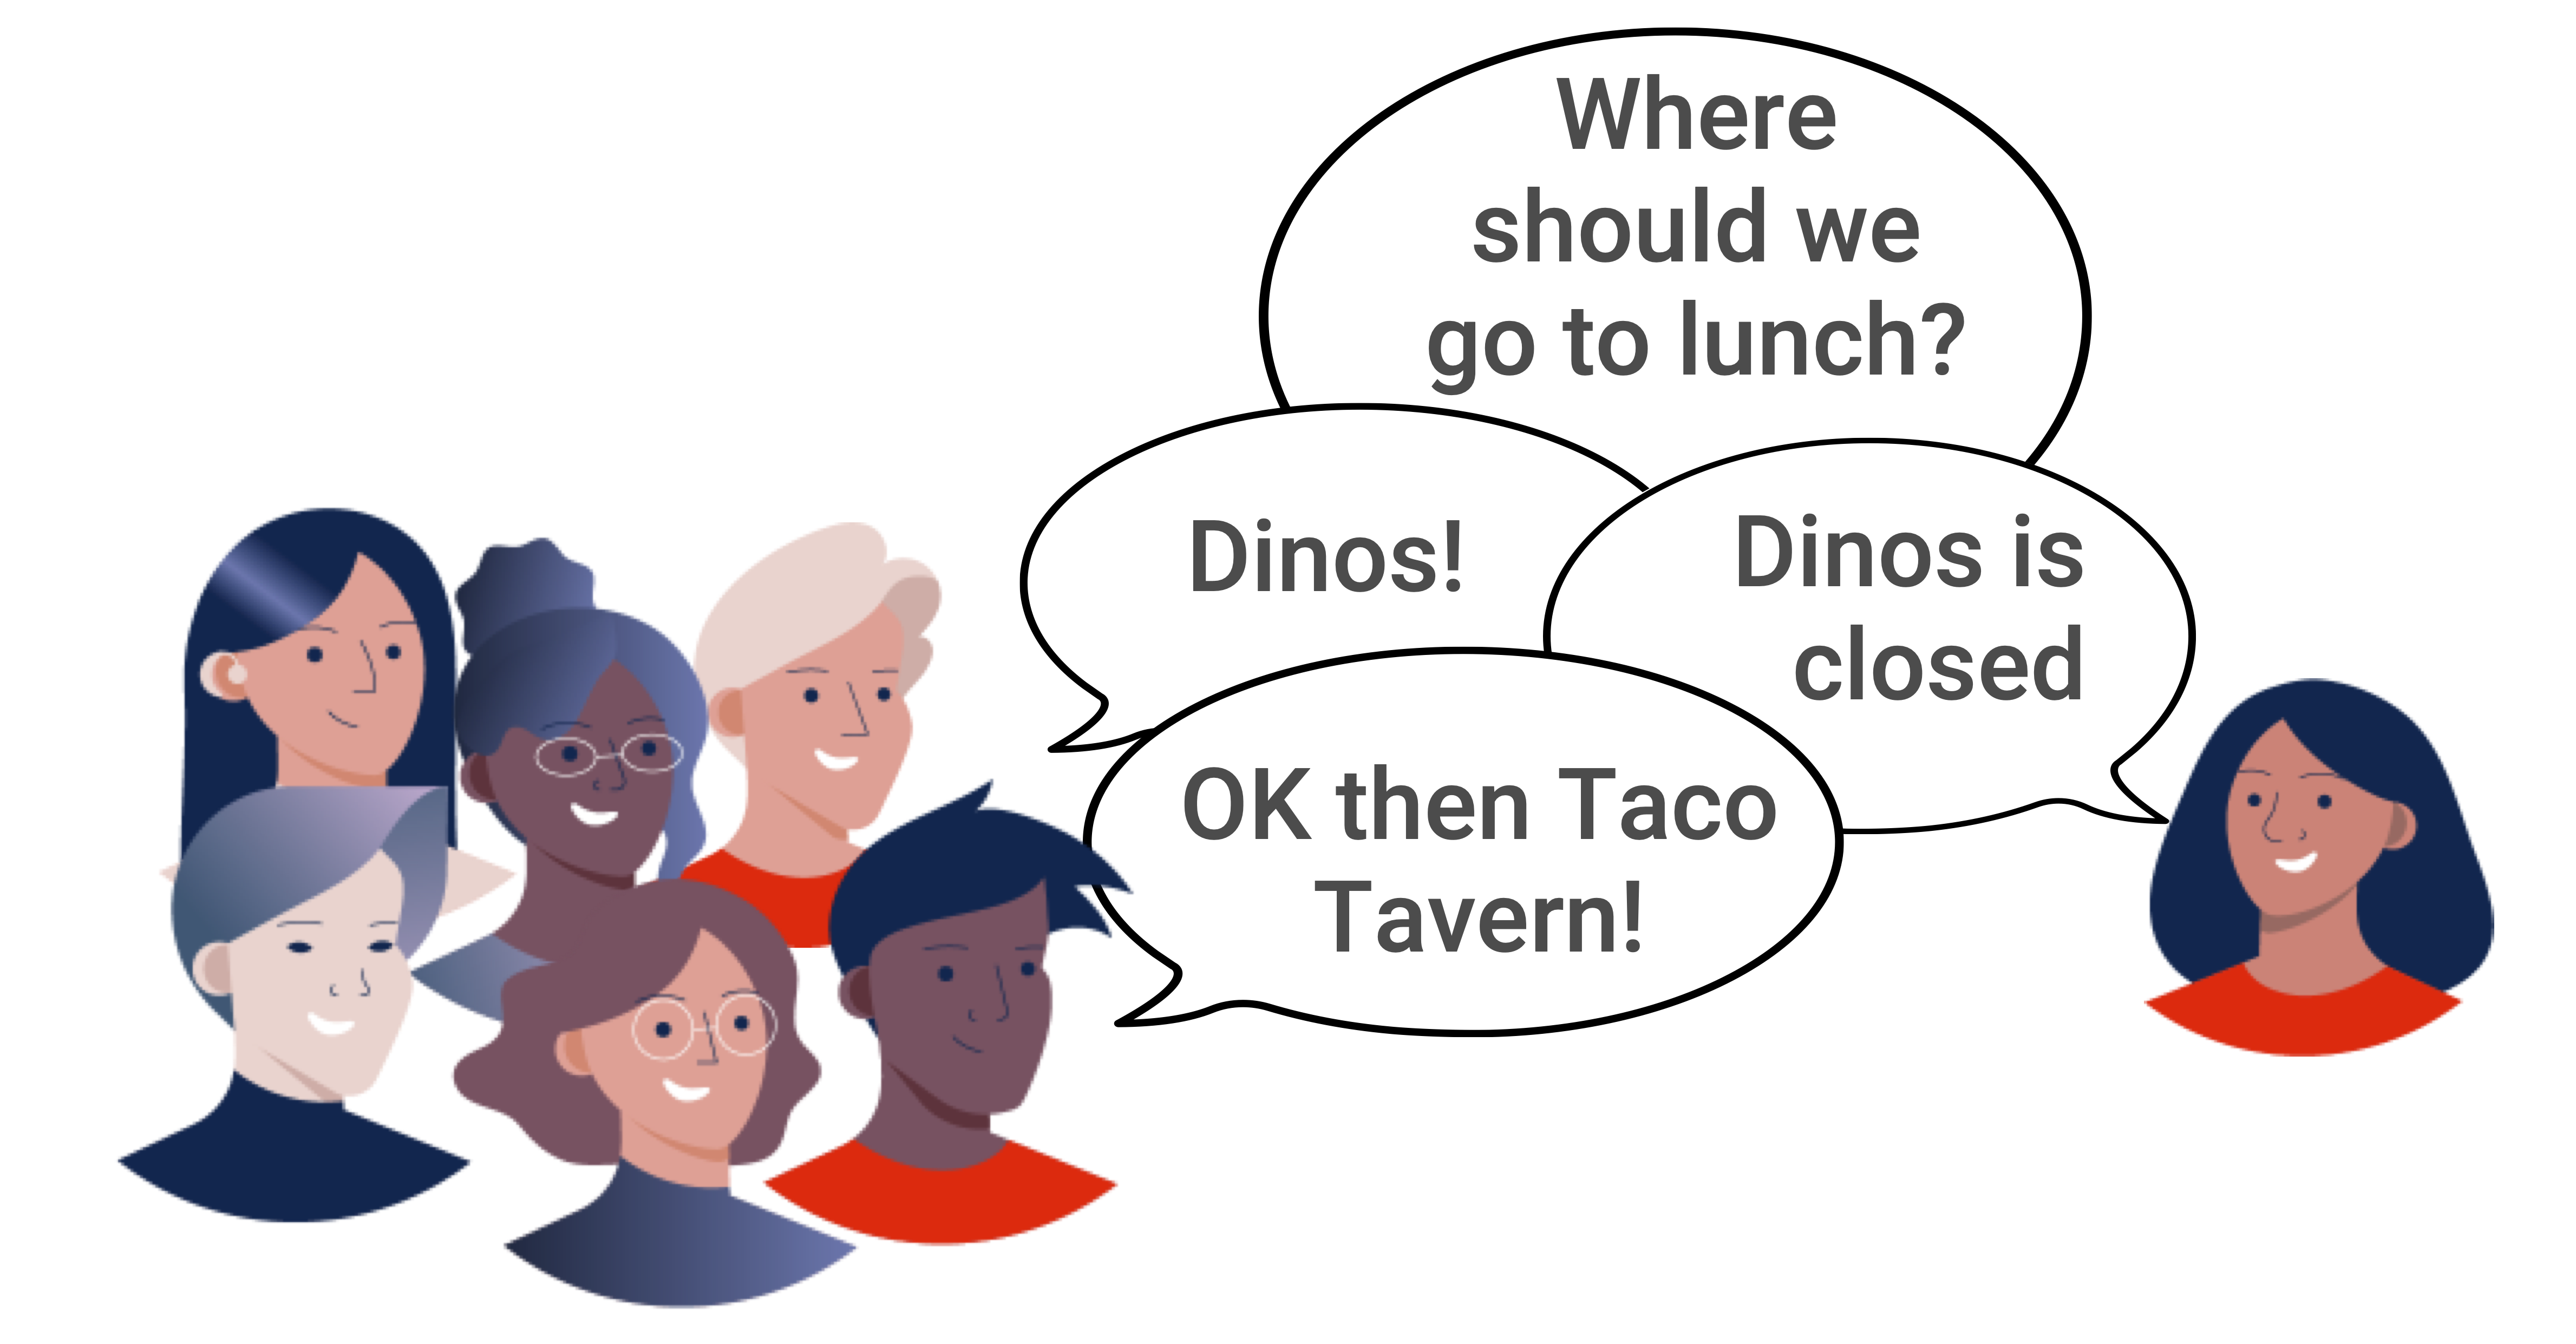 Where
should we
go to lunch?
Dinos!
Dinos is
closed
OK then Taco
Tavern!